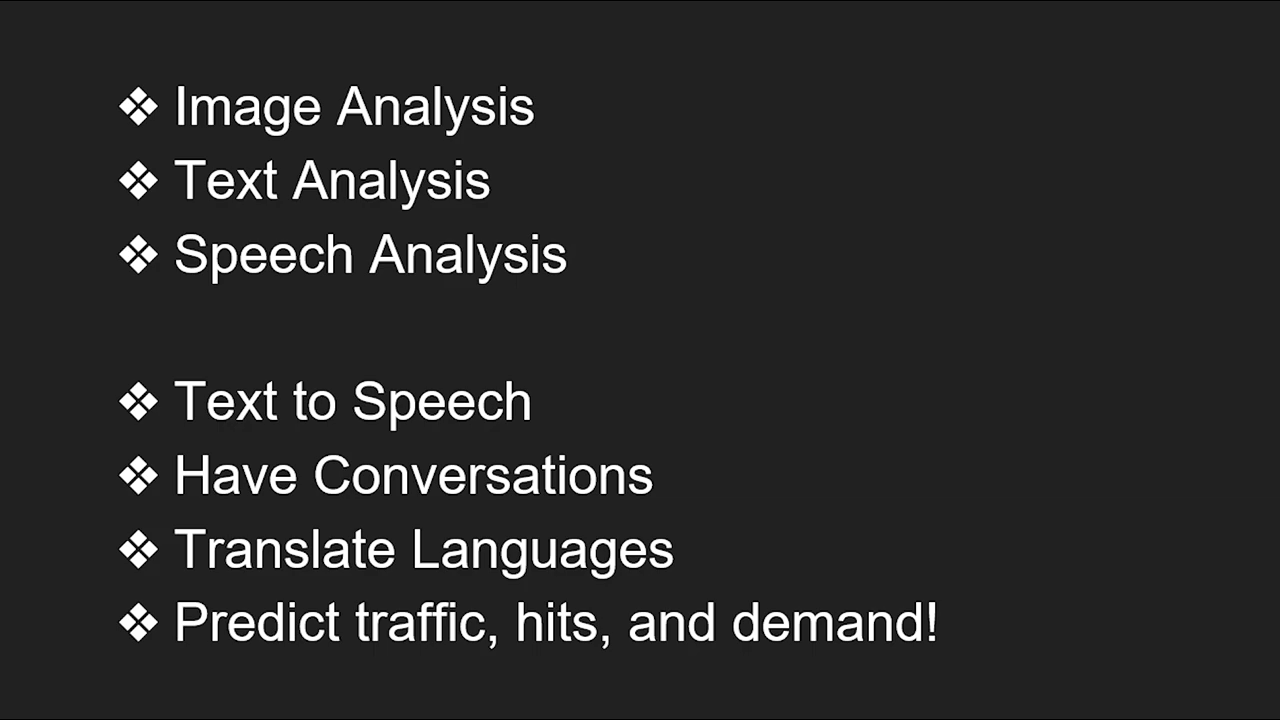 ❖ Image Analysis
❖ Text Analysis
❖ Speech Analysis
❖ Text to Speech
❖ Have Conversations
❖ Translate Languages
❖ Predict traffic, hits, and demand!